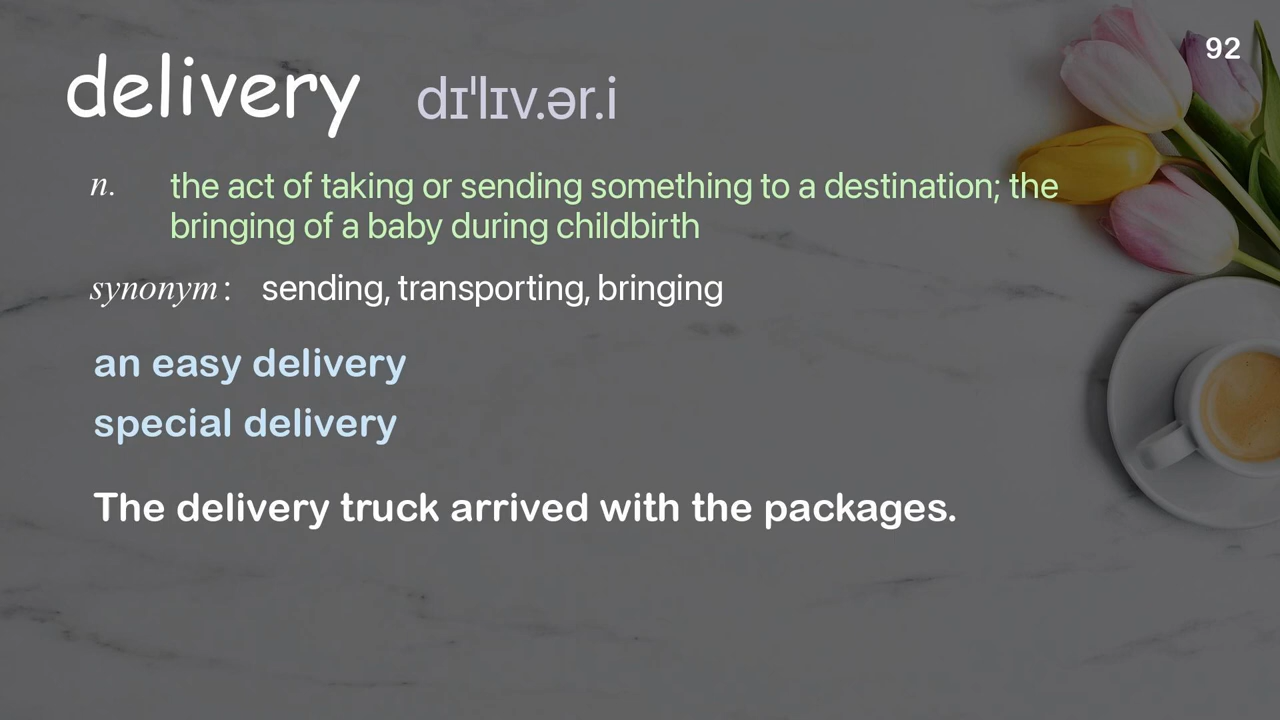 92
delivery dɪˈlɪv.ər.i
n. the act of taking or sending something to a destination; the
bringing of a baby during childbirth
synonym: sending, transporting, bringing
an easy delivery
special delivery
The delivery truck arrived with the packages.